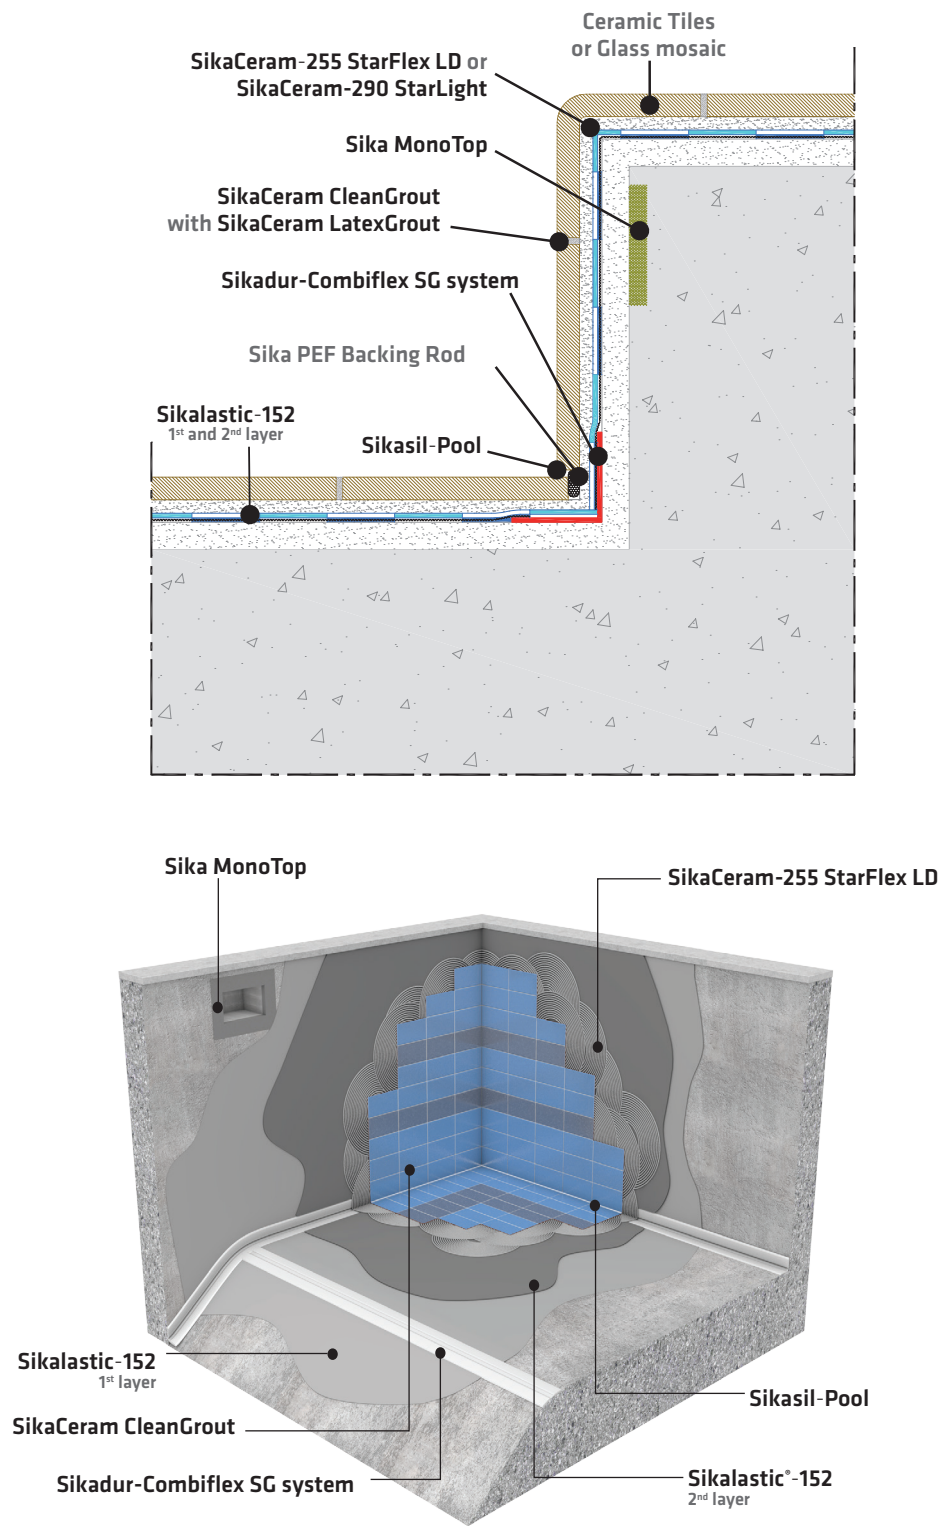 Ceramic Tiles
or Glass mosaic
SikaCeram-255 StarFlex LD or
SikaCeram-290 StarLight
Sika MonoTop
SikaCeram CleanGrout
with SikaCeram LatexGrout
Sikadur-Combiflex SG system
Sika PEF Backing Rod
Sikalastic-152
1st and 2nd layer
Sikasil-Pool
Sika MonoTop
SikaCeram-255 StarFlex LD
Sikalastic-152
1st layer
SikaCeram CleanGrout
Sikadur-Combiflex SG system
Sikasil-Pool
Sikalastic®-152
2nd layer